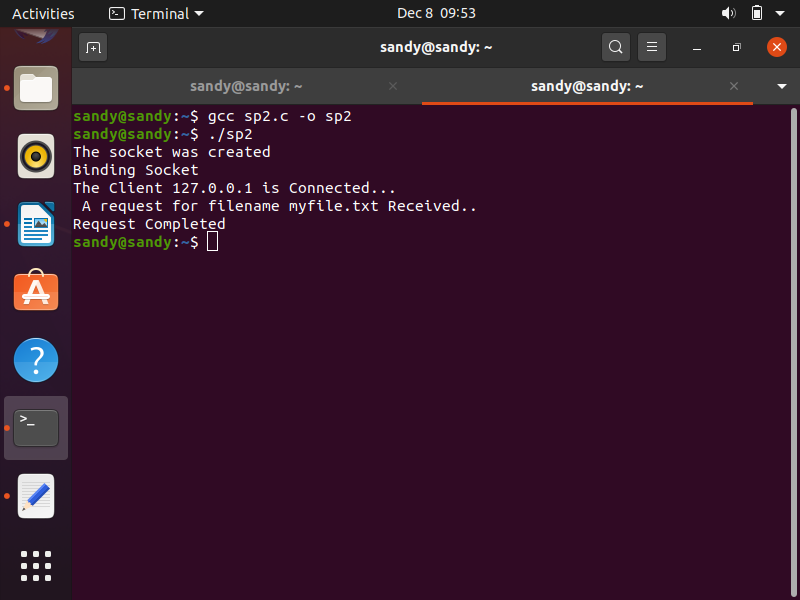 Activities Terminal Dec 8 09:53
sandy@sandy: ~
sandy@sandy: ~ sandy@sandy: ~
sandy@sandy:~$ gcc sp2.c -o sp2
sandy@sandy:~$ ./sp2
The socket was created
Binding Socket
The Client 127.0.0.1 is Connected...
 A request for filename myfile.txt Received..
Request Completed
sandy@sandy:~$